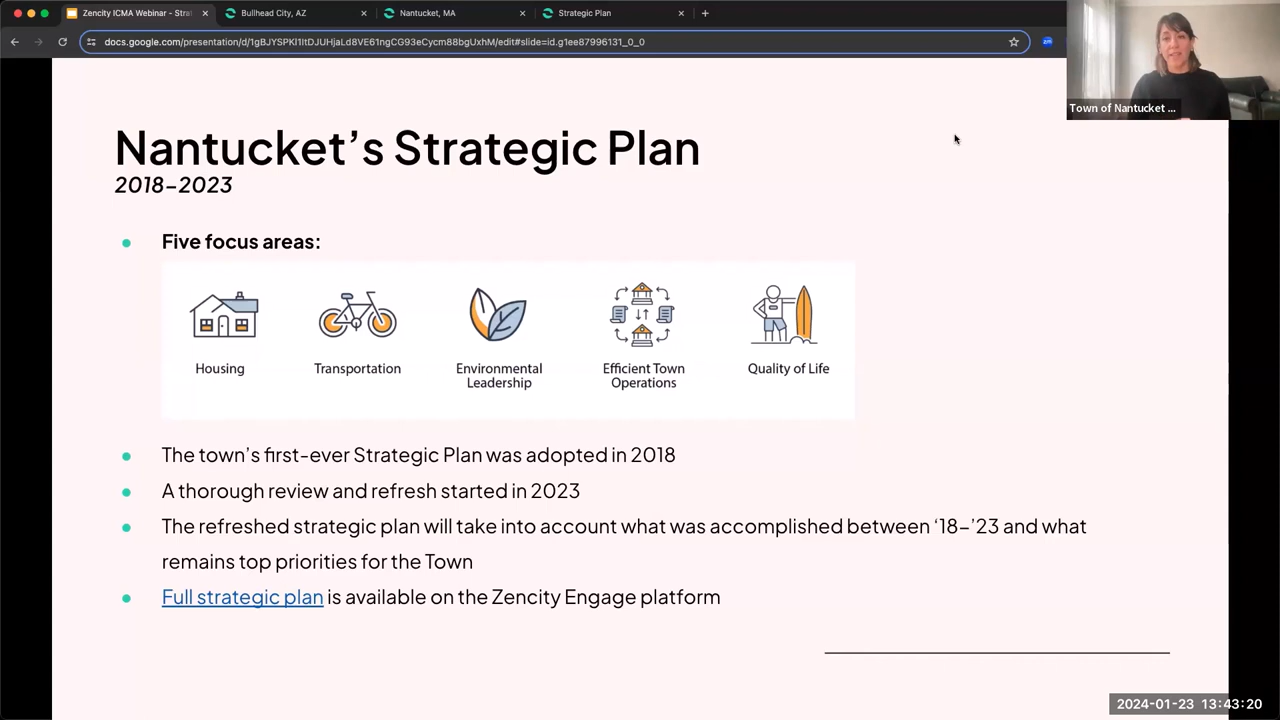 Zencity ICMA Webinar - Stra
Bullhead City, AZ
Nantucket, MA
Strategic Plan
docs.google.com/presentation/d/1gBJYSPKl1ItDJUHjaLd8VE61ngCG93eCycm88bgUxhM/edit#slide=id.g1ee87996131_0_0
Town of Nantucket ...
Nantucket’s Strategic Plan
2018–2023
Five focus areas:
Housing
Transportation
Environmental
Leadership
Efficient Town
Operations
Quality of Life
The town’s first-ever Strategic Plan was adopted in 2018
A thorough review and refresh started in 2023
The refreshed strategic plan will take into account what was accomplished between ‘18–’23 and what
remains top priorities for the Town
Full strategic plan is available on the Zencity Engage platform
2024-01-23 13:43:20